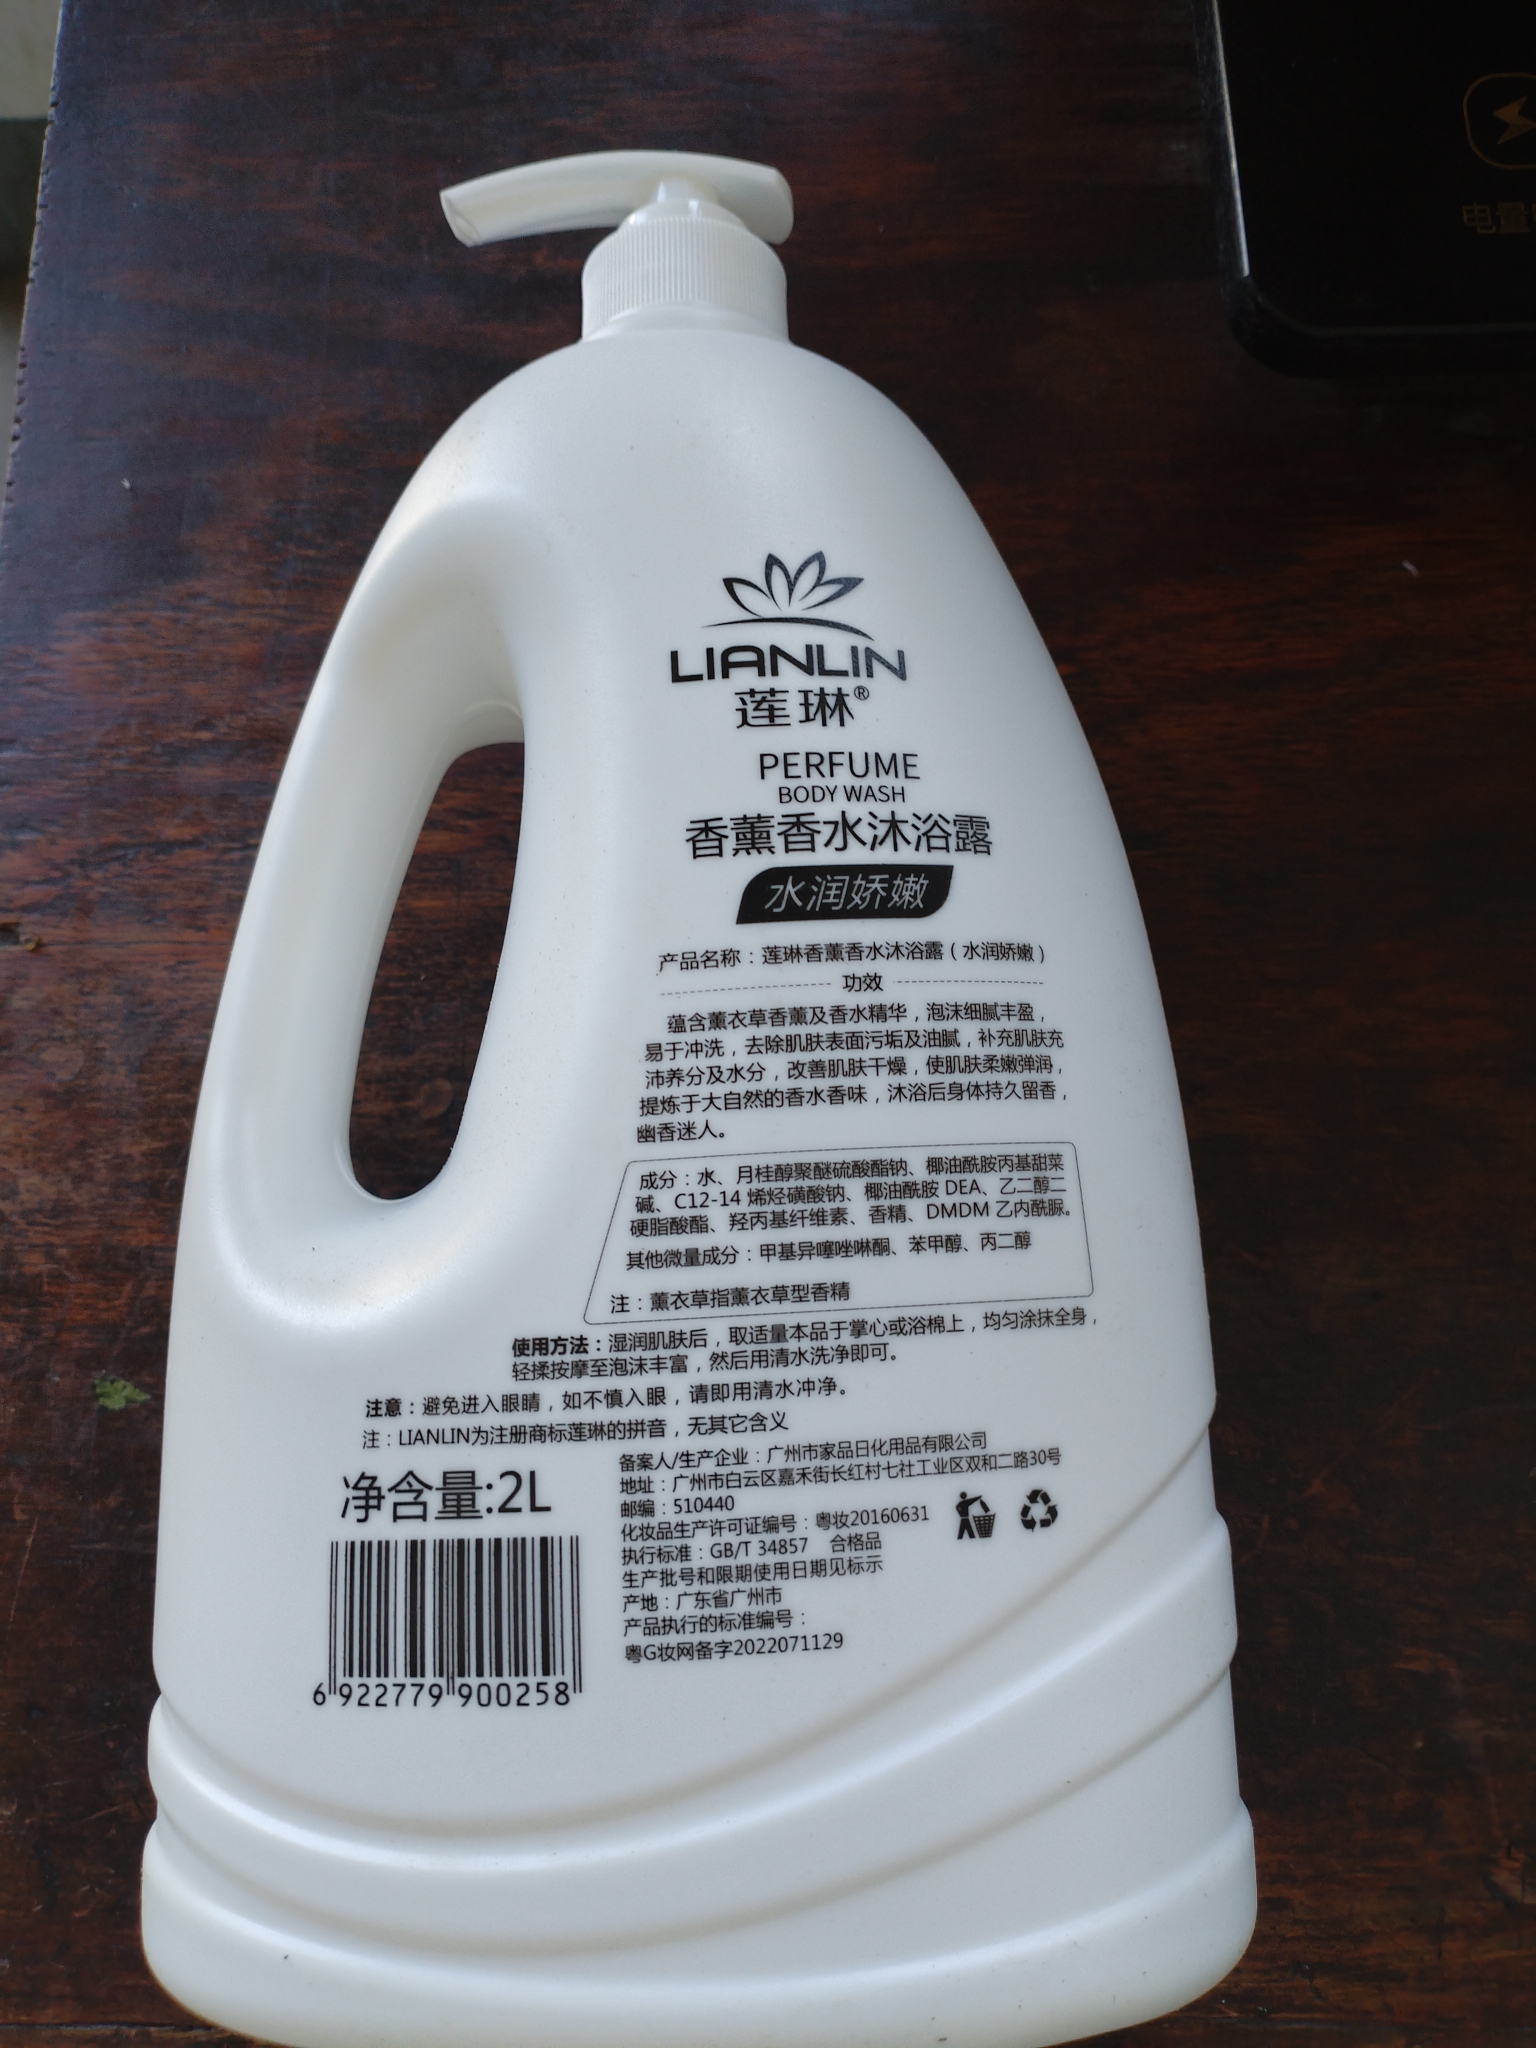 LIANLIN
莲琳®
PERFUME
BODY WASH
香薰香水沐浴露
水润娇嫩
产品名称：莲琳香薰香水沐浴露（水润娇嫩）
功效
蕴含薰衣草香薰及香水精华，泡沫细腻丰盈，
易于冲洗，去除肌肤表面污垢及油腻，补充肌肤充
沛养分及水分，改善肌肤干燥，使肌肤柔嫩弹润，
提炼于大自然的香水香味，沐浴后身体持久留香，
幽香迷人。
成分：水、月桂醇聚醚硫酸酯钠、椰油酰胺丙基甜菜
碱、C12-14 烯烃磺酸钠、椰油酰胺 DEA、乙二醇二
硬脂酸酯、羟丙基纤维素、香精、DMDM 乙内酰脲。
其他微量成分：甲基异噻唑啉酮、苯甲醇、丙二醇
注：薰衣草指薰衣草型香精
使用方法：湿润肌肤后，取适量本品于掌心或浴棉上，均匀涂抹全身，
轻揉按摩至泡沫丰富，然后用清水洗净即可。
注意：避免进入眼睛，如不慎入眼，请即用清水冲净。
注：LIANLIN为注册商标莲琳的拼音，无其它含义
净含量:2L
6 922779 900258
备案人/生产企业：广州市家品日化用品有限公司
地址：广州市白云区嘉禾街长红村七社工业区双和二路30号
邮编：510440
化妆品生产许可证编号：粤妆20160631
执行标准：GB/T 34857 合格品
生产批号和限期使用日期见标示
产地：广东省广州市
产品执行的标准编号：
粤G妆网备字2022071129
电量